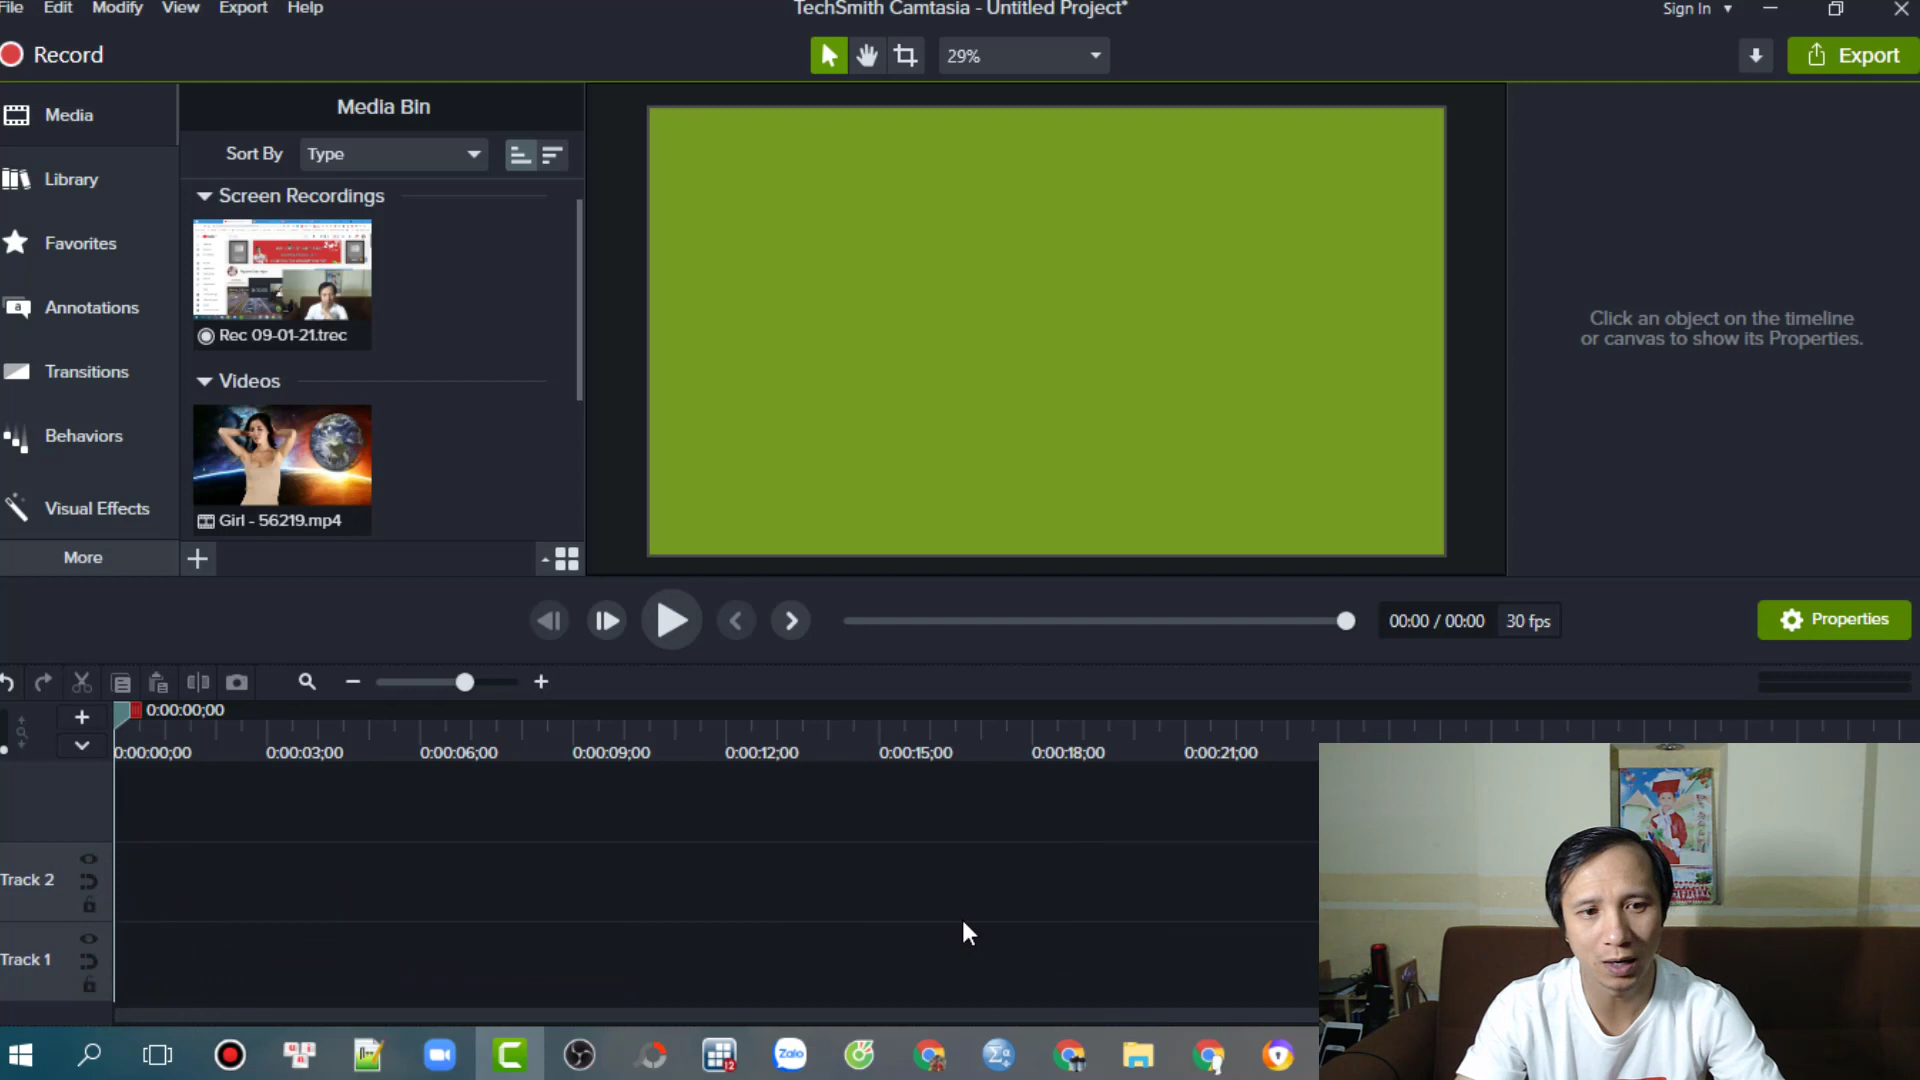 File Edit Modify View Export Help
TechSmith Camtasia - Untitled Project*
Sign In
Record
29%
Export
Media
Library
Favorites
Annotations
Transitions
Behaviors
Visual Effects
More
Media Bin
Sort By Type
Screen Recordings
Rec 09-01-21.trec
Videos
Girl - 56219.mp4
Click an object on the timeline
or canvas to show its Properties.
00:00 / 00:00 30 fps
Properties
0:00:00;00
0:00:00;00 0:00:03;00 0:00:06;00 0:00:09;00 0:00:12;00 0:00:15;00 0:00:18;00 0:00:21;00
Track 2
Track 1
Zalo
12